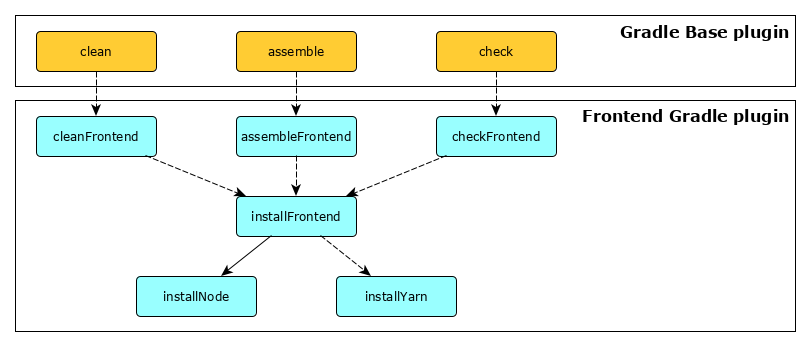 Gradle Base plugin
clean
assemble
check
Frontend Gradle plugin
cleanFrontend
assembleFrontend
checkFrontend
installFrontend
installNode
installYarn